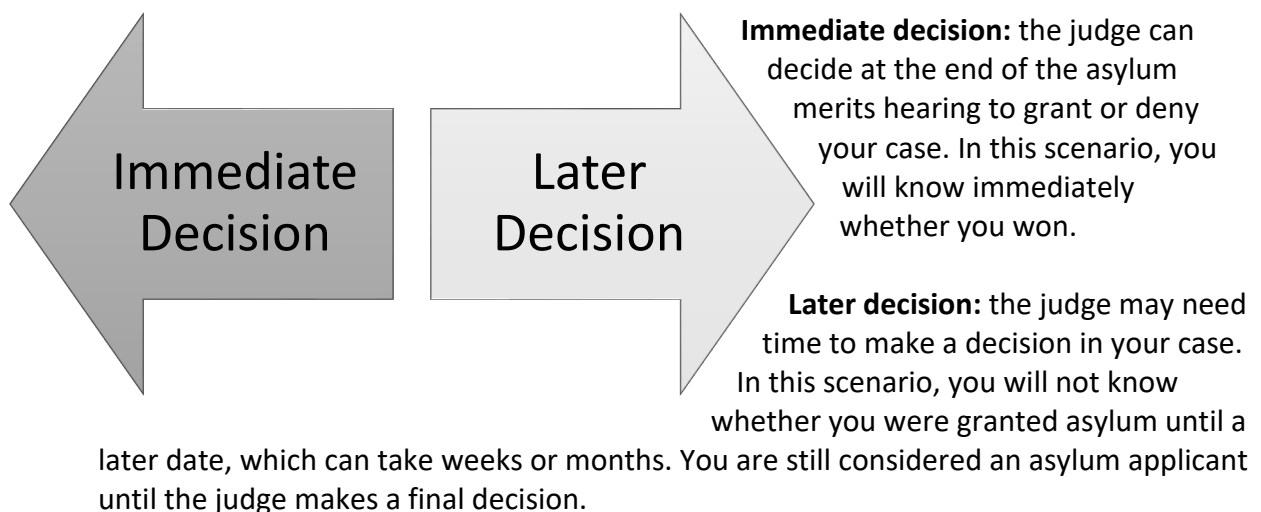 Immediate
Decision
Later
Decision
Immediate decision: the judge can
decide at the end of the asylum
merits hearing to grant or deny
your case. In this scenario, you
will know immediately
whether you won.
Later decision: the judge may need
time to make a decision in your case.
In this scenario, you will not know
whether you were granted asylum until a
later date, which can take weeks or months. You are still considered an asylum applicant
until the judge makes a final decision.